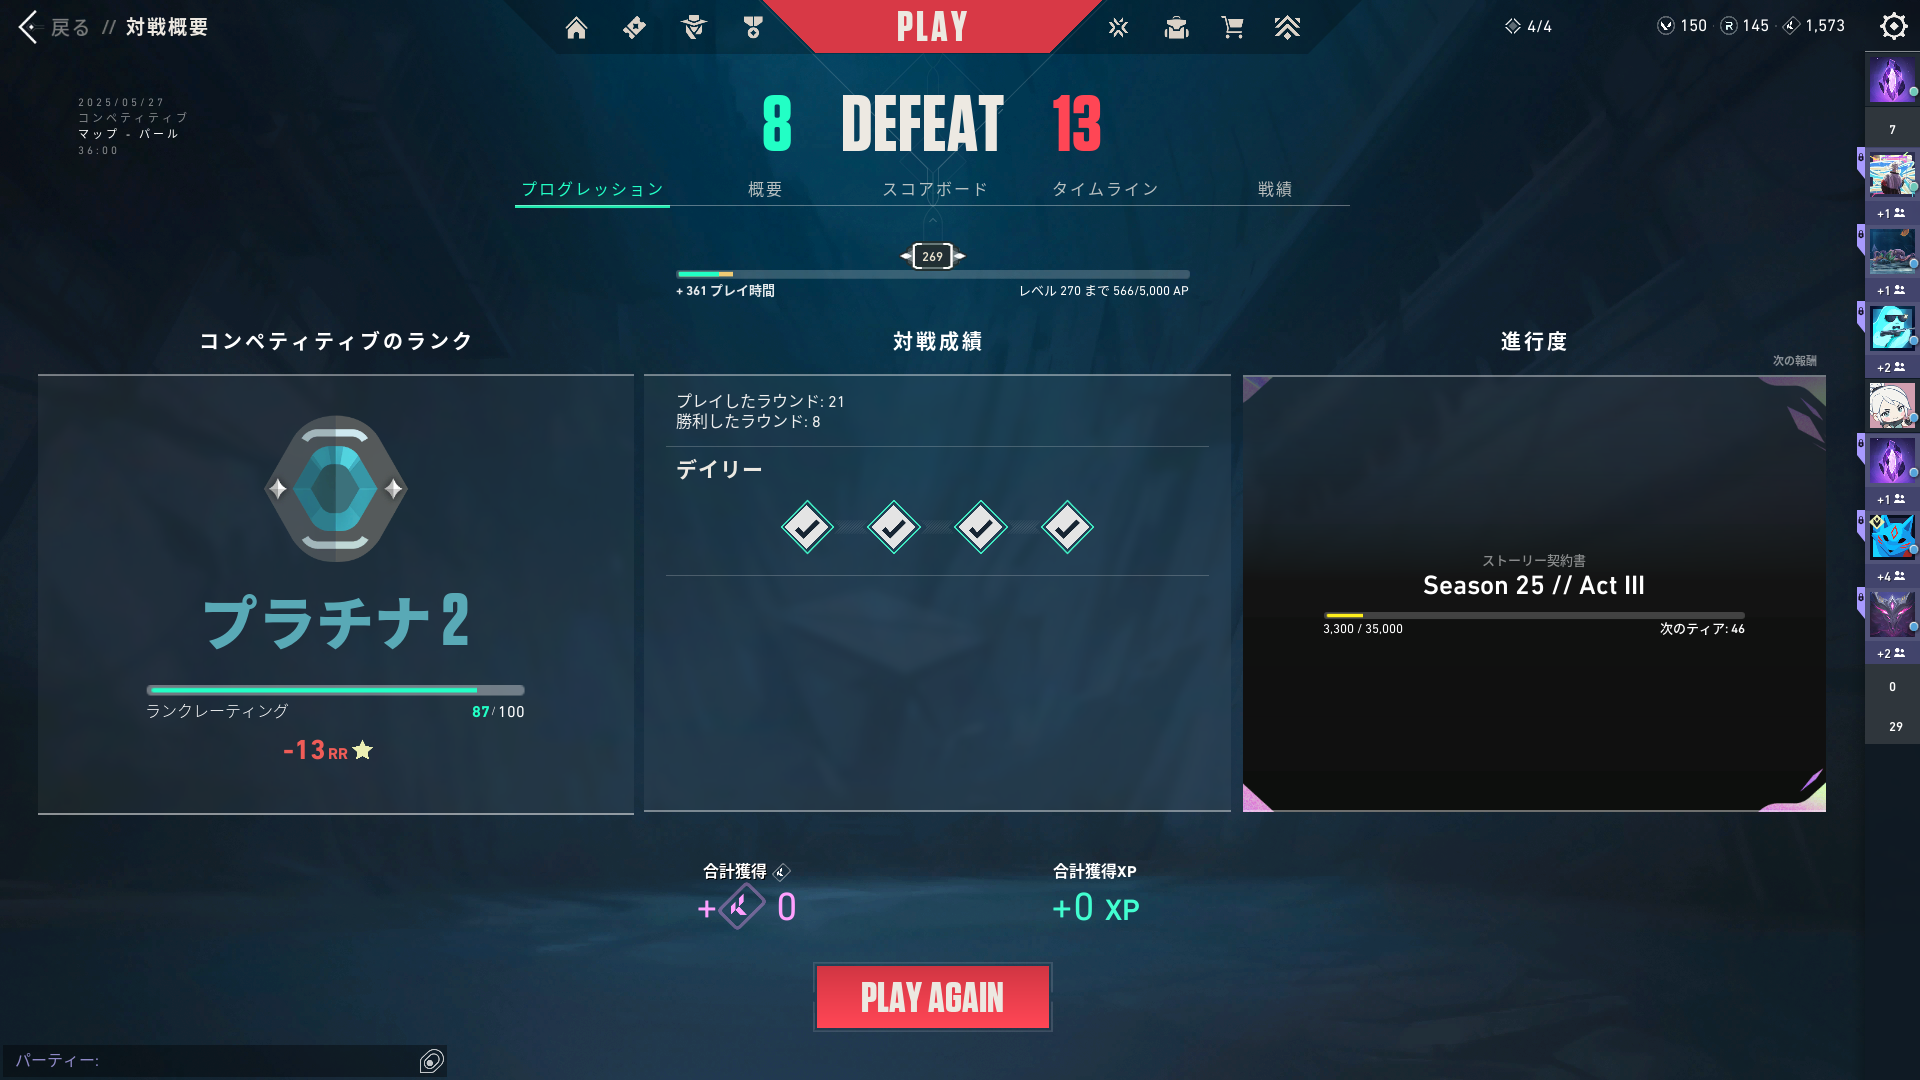 戻る // 対戦概要
PLAY
4/4
150
145
1,573
2025/05/27
コンペティティブ
マップ - パール
36:00
8 DEFEAT 13
プログレッション
概要
スコアボード
タイムライン
戦績
269
+ 361 プレイ時間
レベル 270 まで 566/5,000 AP
コンペティティブのランク
プラチナ 2
ランクレーティング
87/100
-13 RR
対戦成績
プレイしたラウンド: 21
勝利したラウンド: 8
デイリー
進行度
次の報酬
ストーリー契約書
Season 25 // Act III
3,300 / 35,000
次のティア: 46
合計獲得
+ 0
合計獲得XP
+0 XP
PLAY AGAIN
パーティー:
7
+1
+1
+2
+1
+4
+2
0
29